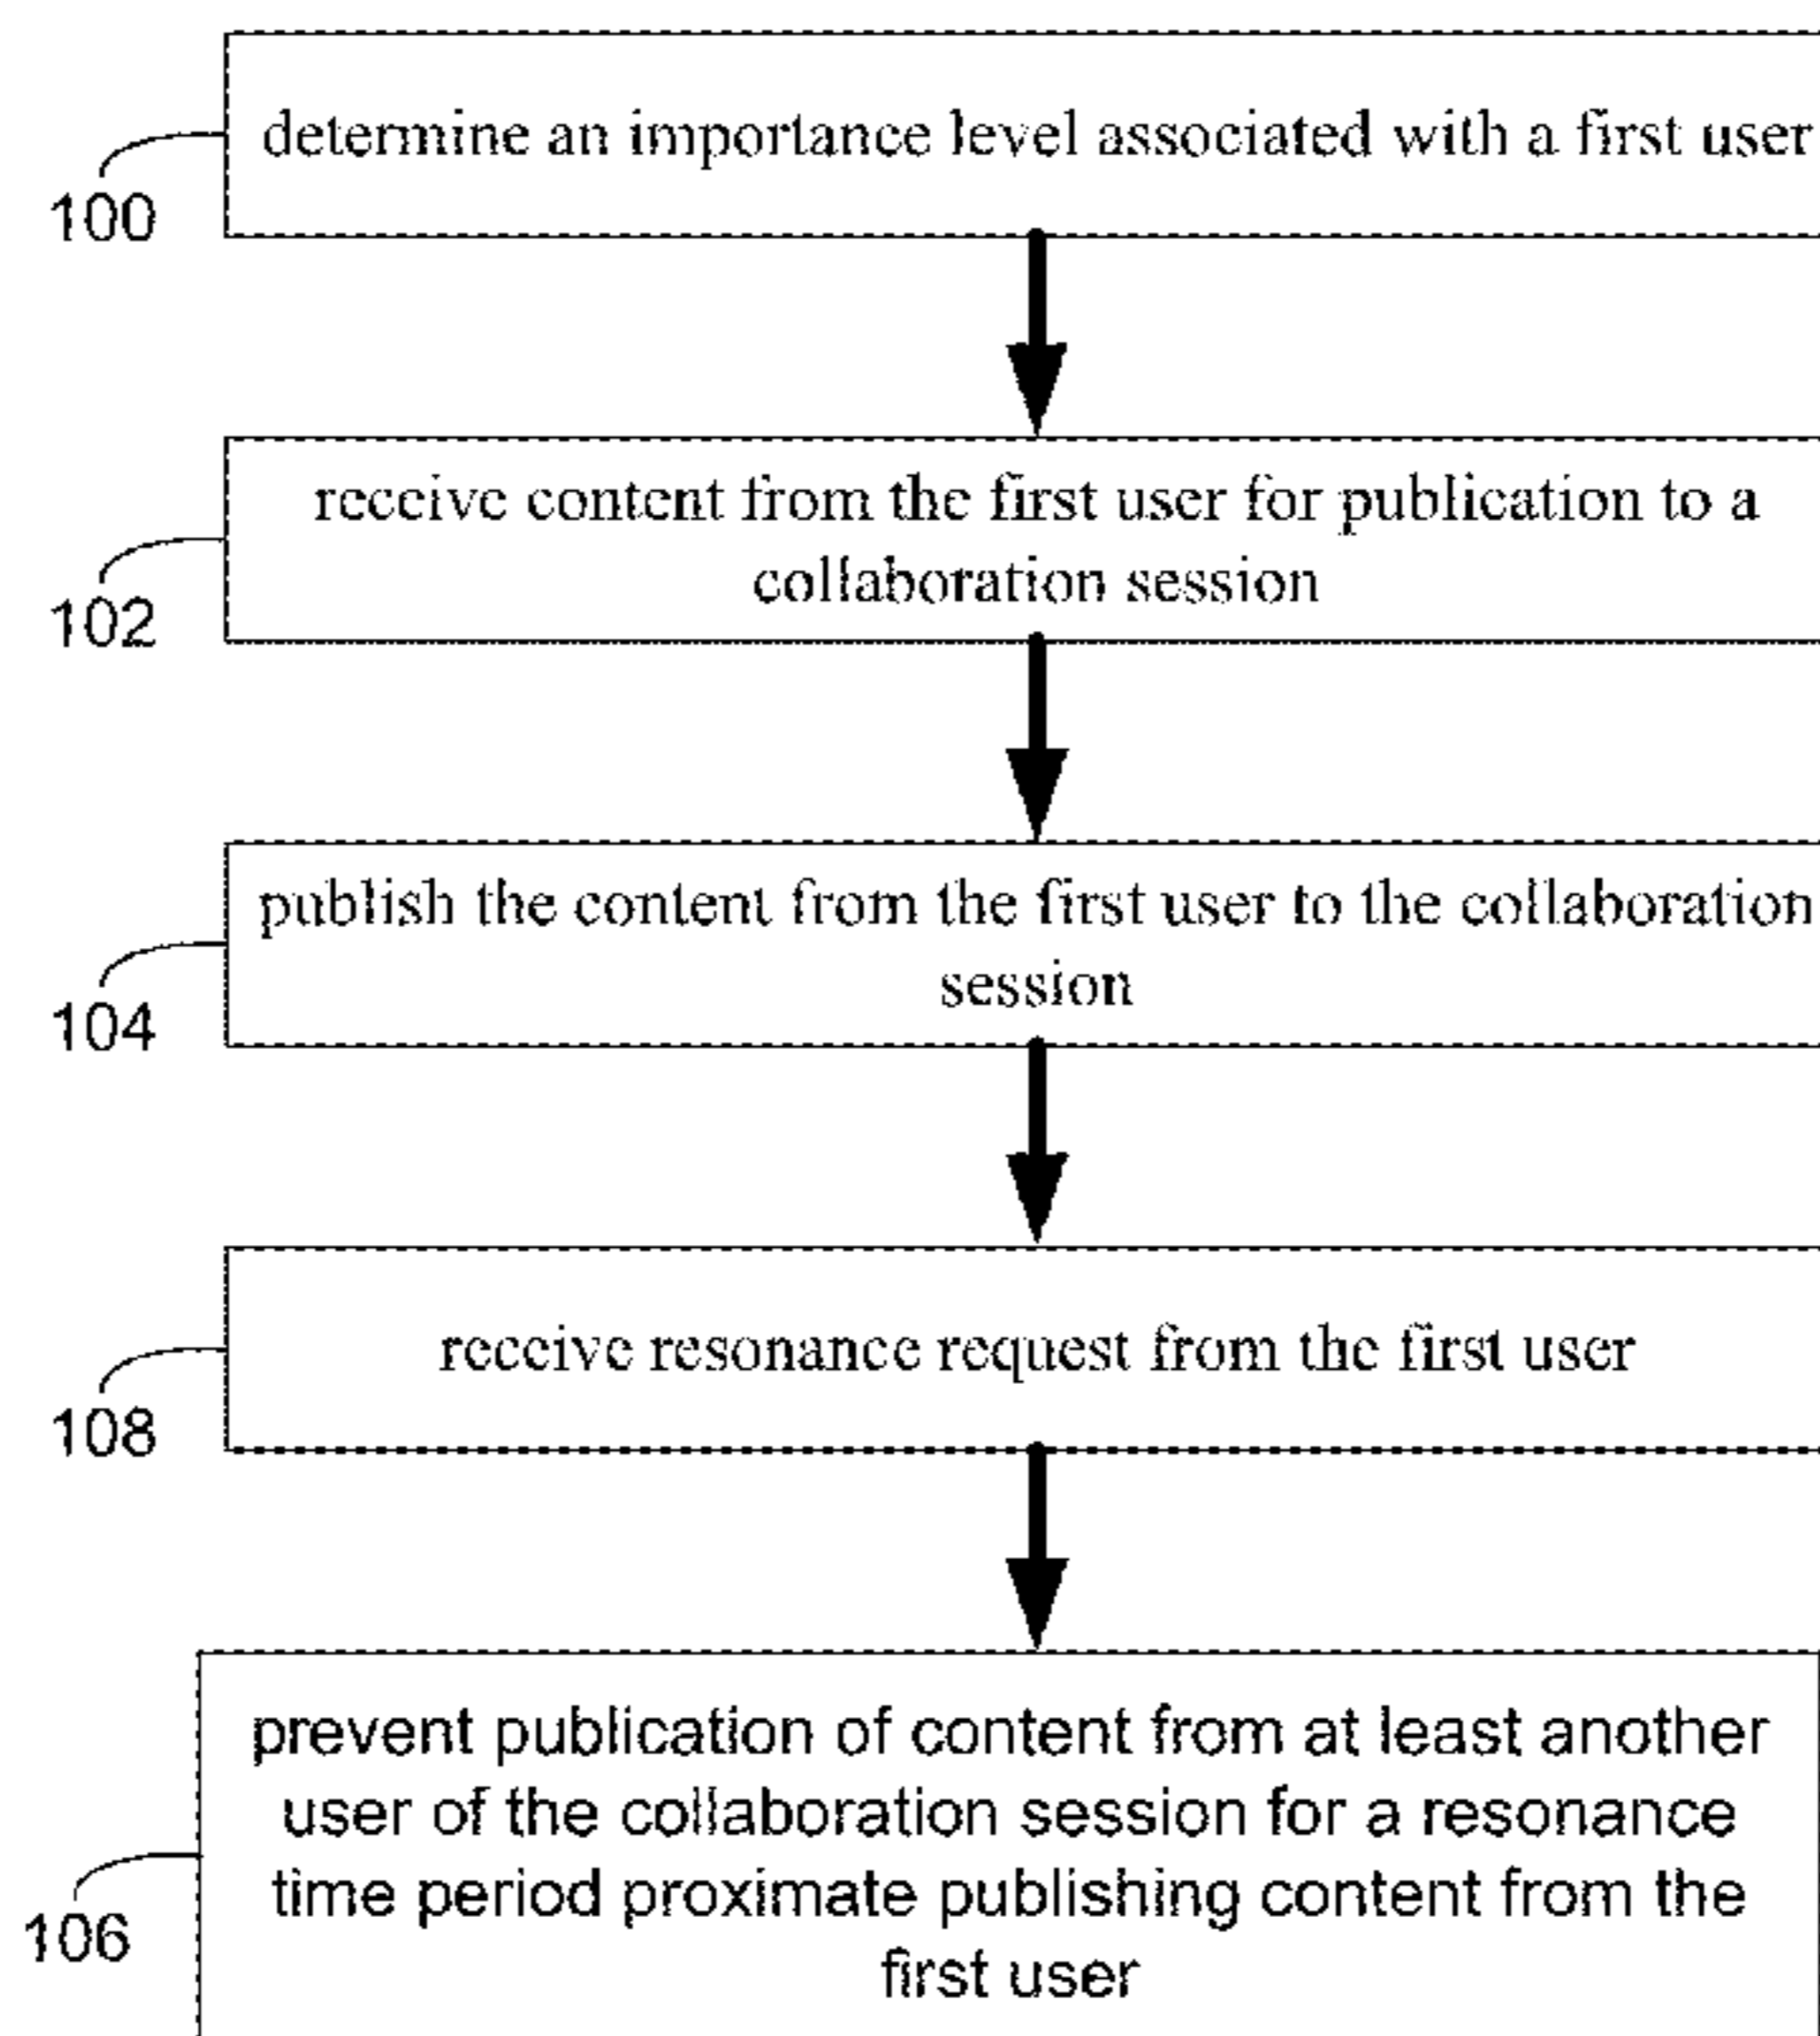 determine an importance level associated with a first user
100
receive content from the first user for publication to a
collaboration session
102
publish the content from the first user to the collaboration
session
104
receive resonance request from the first user
108
prevent publication of content from at least another
user of the collaboration session for a resonance
time period proximate publishing content from the
first user
106